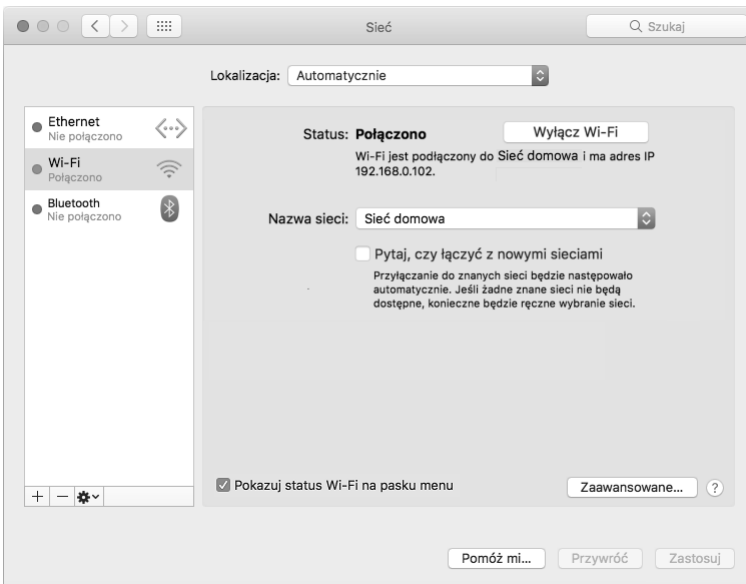 Sieć
Szukaj
Lokalizacja: Automatycznie
Ethernet
Nie połączono
Wi-Fi
Połączono
Bluetooth
Nie połączono
Status: Połączono
Wyłącz Wi-Fi
Wi-Fi jest podłączony do Sieć domowa i ma adres IP
192.168.0.102.
Nazwa sieci: Sieć domowa
Pytaj, czy łączyć z nowymi sieciami
Przyłączanie do znanych sieci będzie następowało
automatycznie. Jeśli żadne znane sieci nie będą
dostępne, konieczne będzie ręczne wybranie sieci.
Pokazuj status Wi-Fi na pasku menu
Zaawansowane...
?
Pomóż mi...
Przywróć
Zastosuj